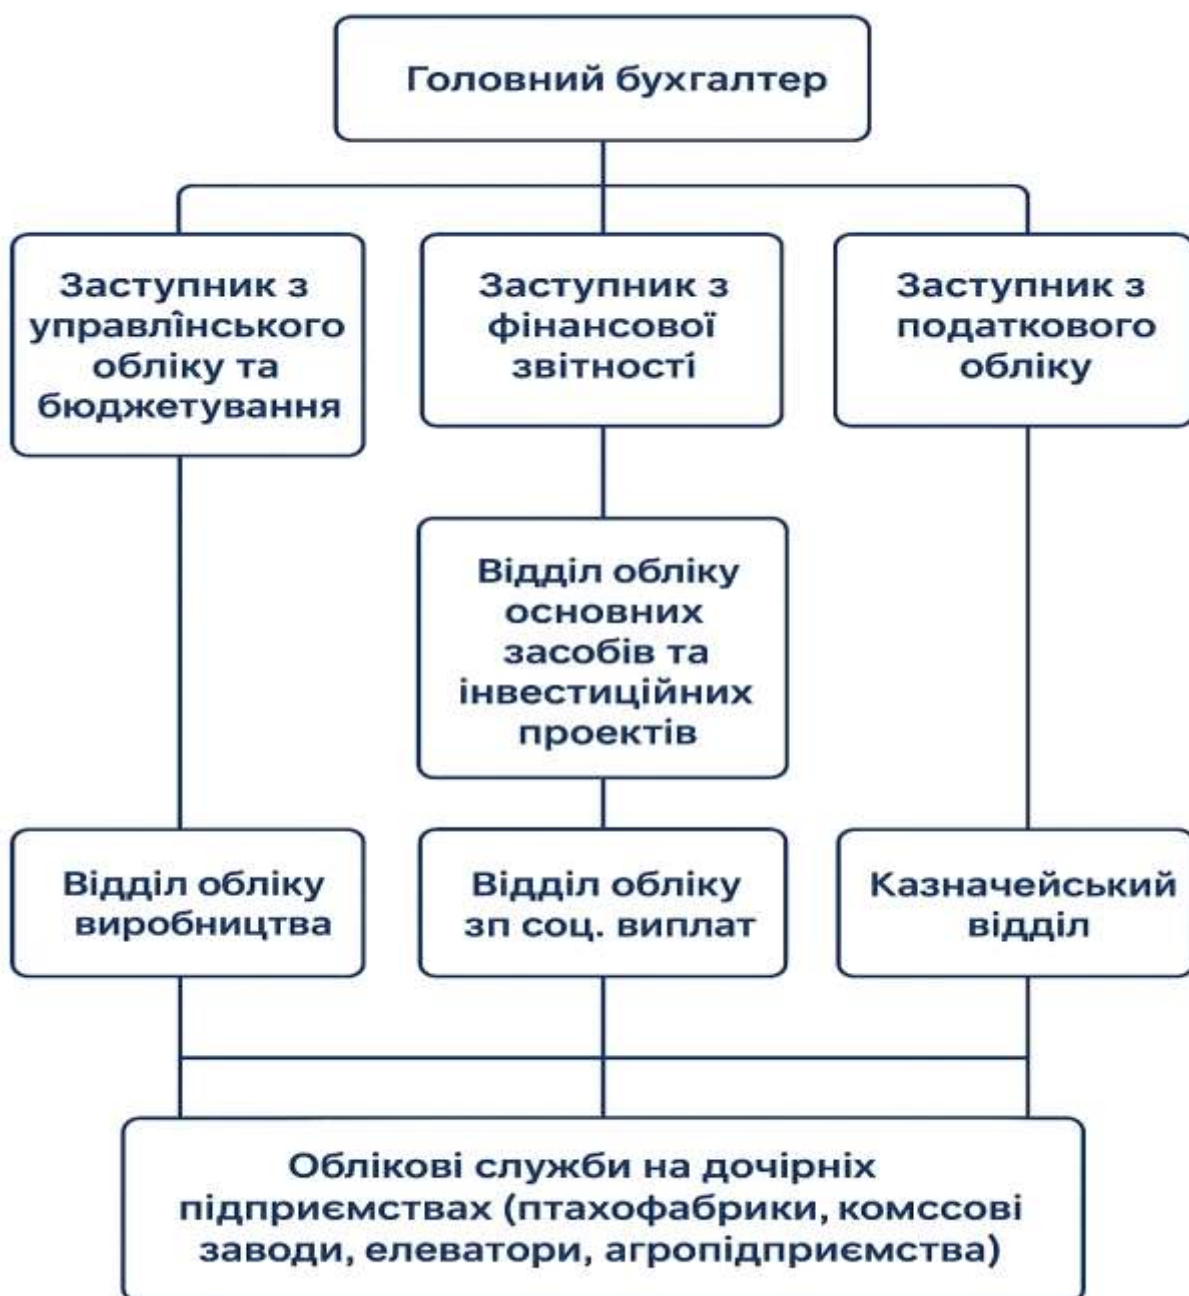 Головний бухгалтер
Заступник з
управлîнського
обліку та
бюджетування
Заступник з
фінансової
звітності
Заступник з
податкового
обліку
Відділ обліку
основних
засобів та
інвестиційних
проектів
Відділ обліку
виробництва
Відділ обліку
зп соц. виплат
Казначейський
відділ
Облікові служби на дочірніх
підприємствах (птахофабрики, комссові
заводи, елеватори, агропідприємства)